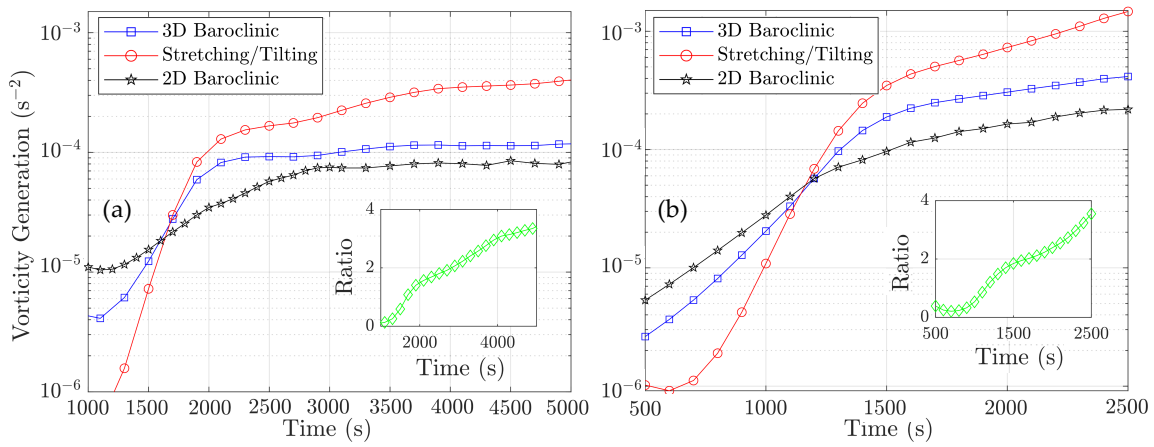 10⁻³
10⁻⁴
10⁻⁵
10⁻⁶
Vorticity Generation (s⁻²)
3D Baroclinic
Stretching/Tilting
2D Baroclinic
(a)
4
2
0
Ratio
2000 4000
Time (s)
1000 1500 2000 2500 3000 3500 4000 4500 5000
Time (s)
10⁻³
10⁻⁴
10⁻⁵
10⁻⁶
3D Baroclinic
Stretching/Tilting
2D Baroclinic
(b)
4
2
0
Ratio
500 1500 2500
Time (s)
500 1000 1500 2000 2500
Time (s)